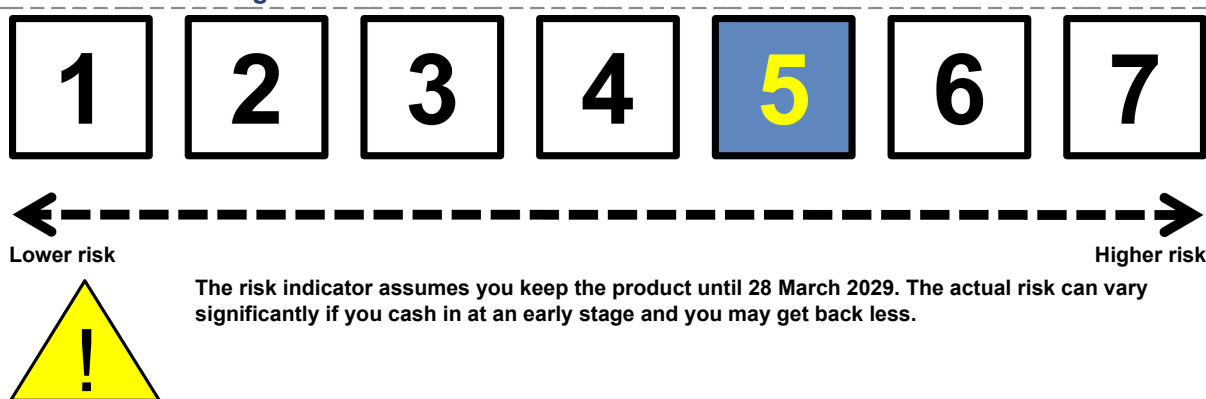 1 2 3 4 5 6 7
Lower risk Higher risk
The risk indicator assumes you keep the product until 28 March 2029. The actual risk can vary
significantly if you cash in at an early stage and you may get back less.
!